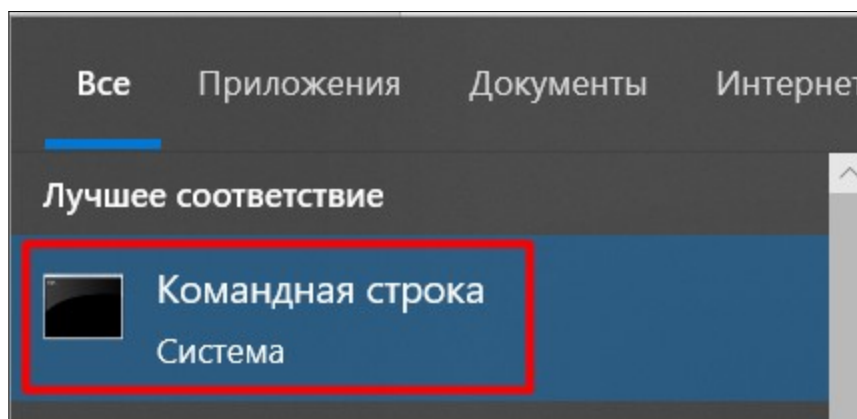 Все Приложения Документы Интернет
Лучшее соответствие
Командная строка
Система